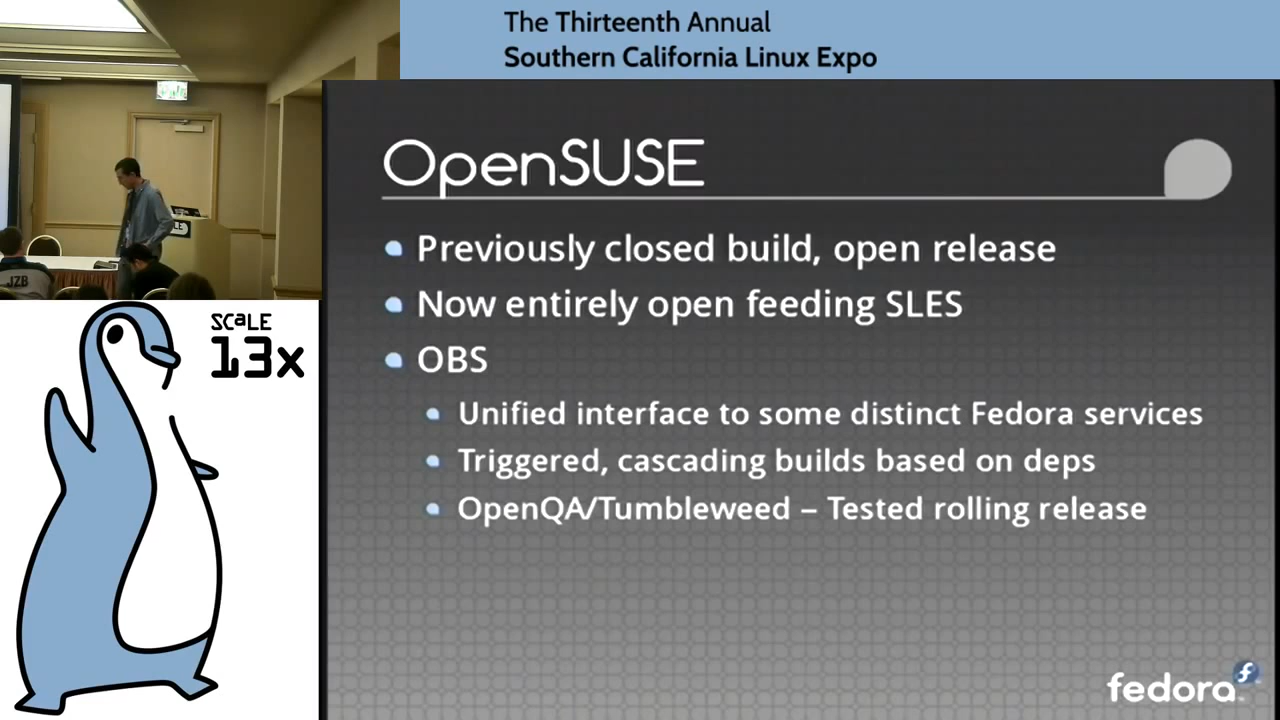 The Thirteenth Annual
Southern California Linux Expo
OpenSUSE
Previously closed build, open release
Now entirely open feeding SLES
OBS
Unified interface to some distinct Fedora services
Triggered, cascading builds based on deps
OpenQA/Tumbleweed – Tested rolling release
fedora
JZB
SCaLE
13x